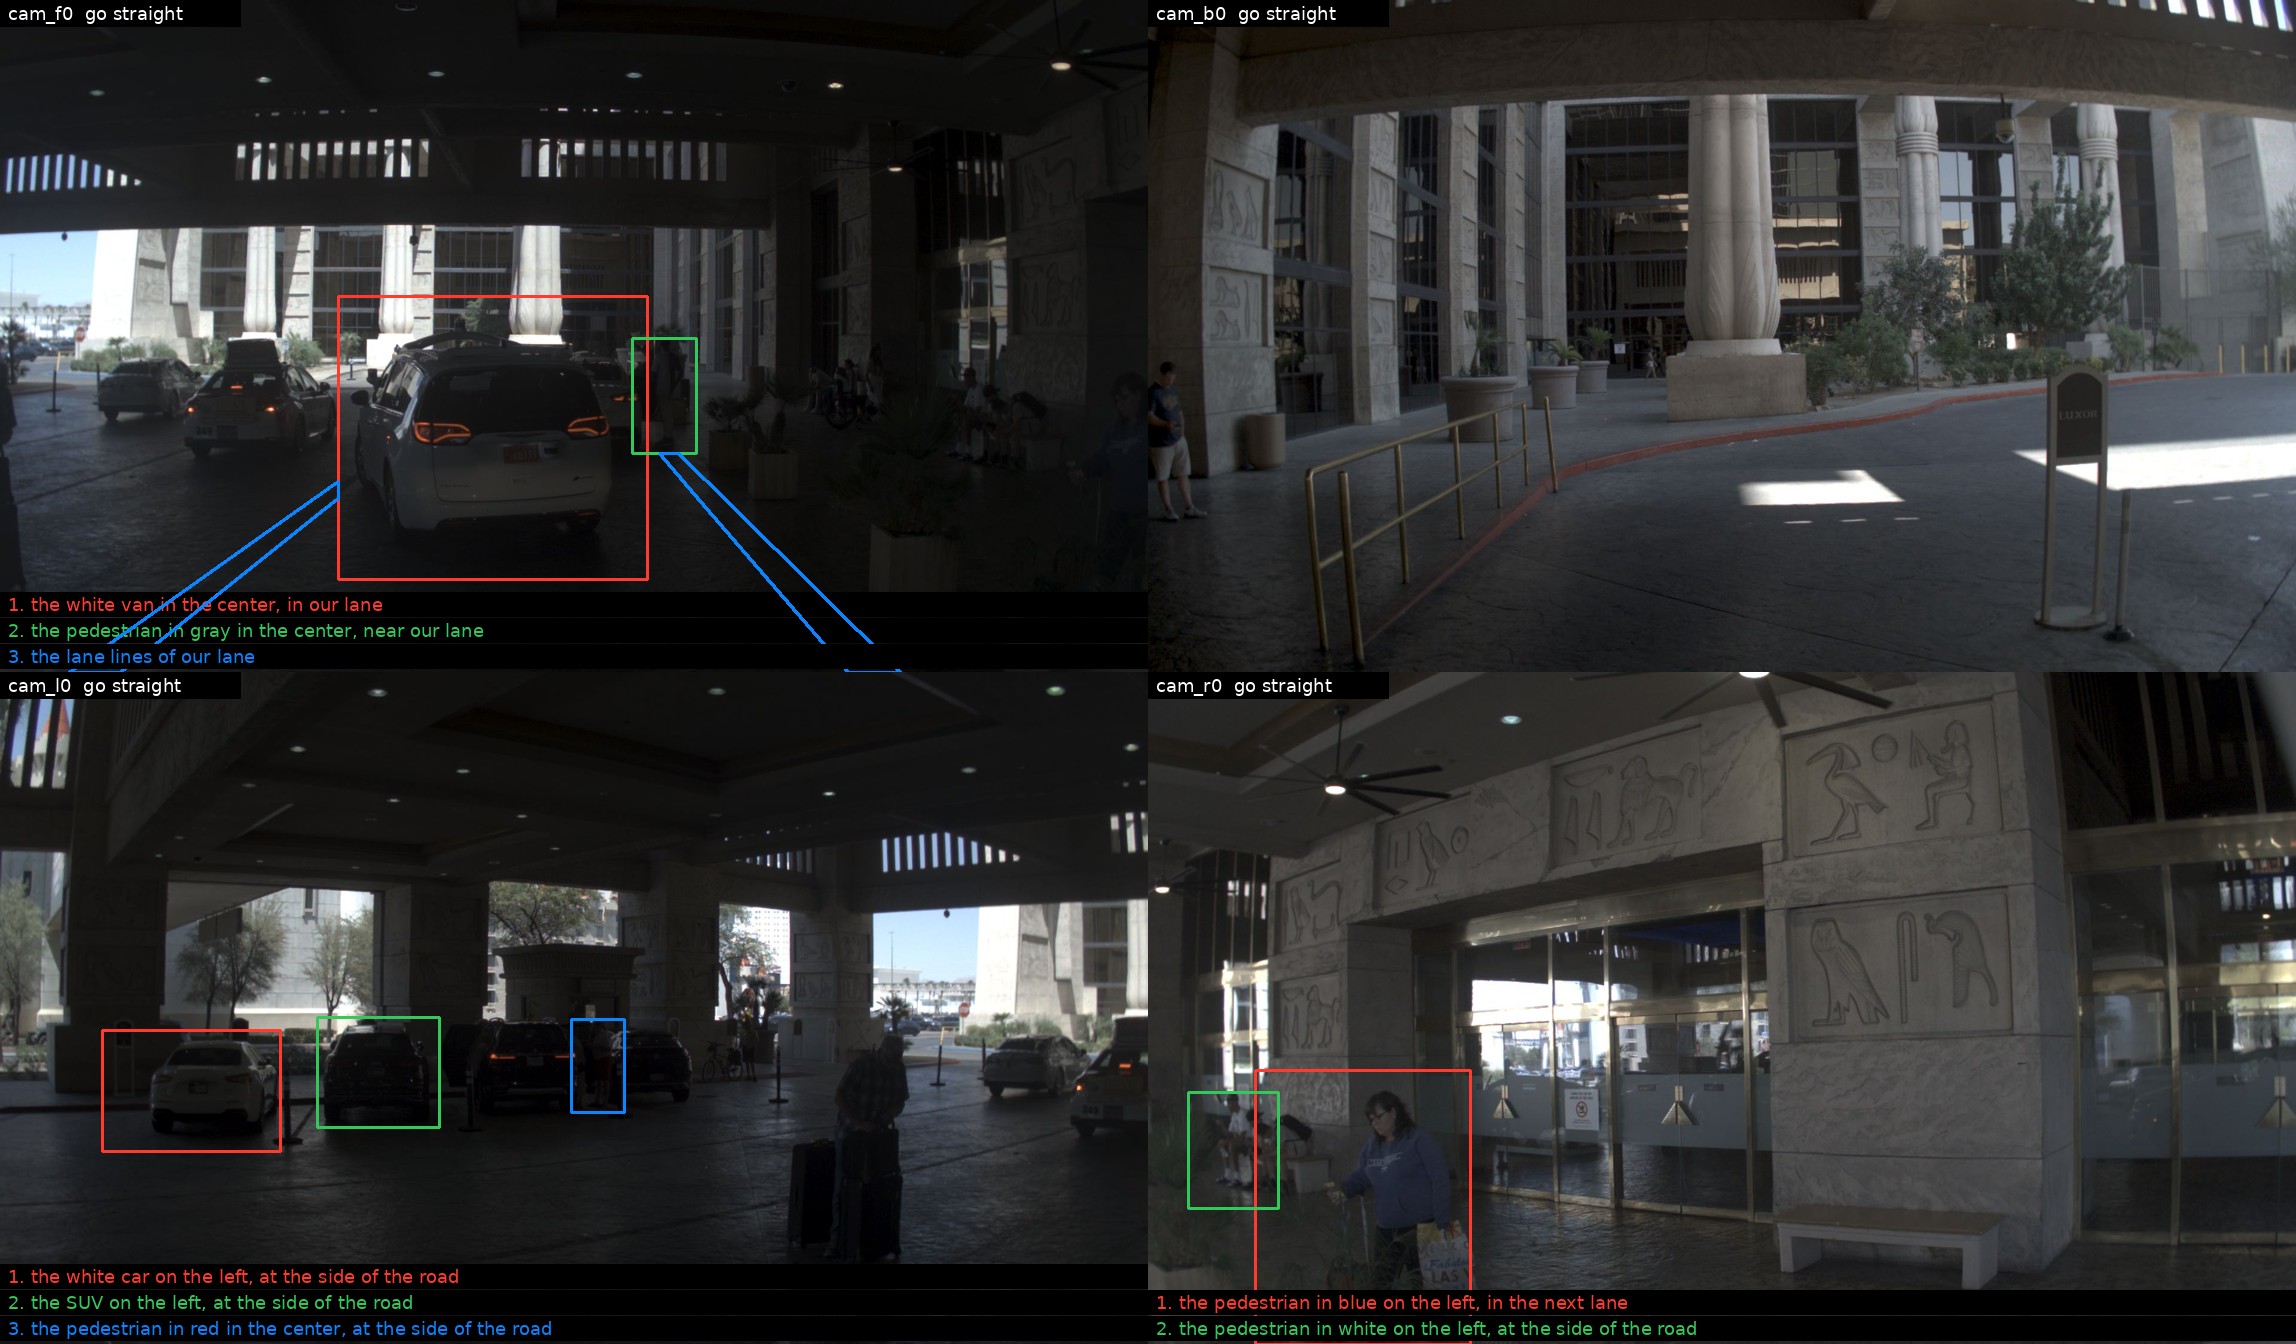 cam_f0 go straight
1. the white van in the center, in our lane
2. the pedestrian in gray in the center, near our lane
3. the lane lines of our lane
cam_b0 go straight
LUXOR
cam_l0 go straight
1. the white car on the left, at the side of the road
2. the SUV on the left, at the side of the road
3. the pedestrian in red in the center, at the side of the road
cam_r0 go straight
LAS
1. the pedestrian in blue on the left, in the next lane
2. the pedestrian in white on the left, at the side of the road